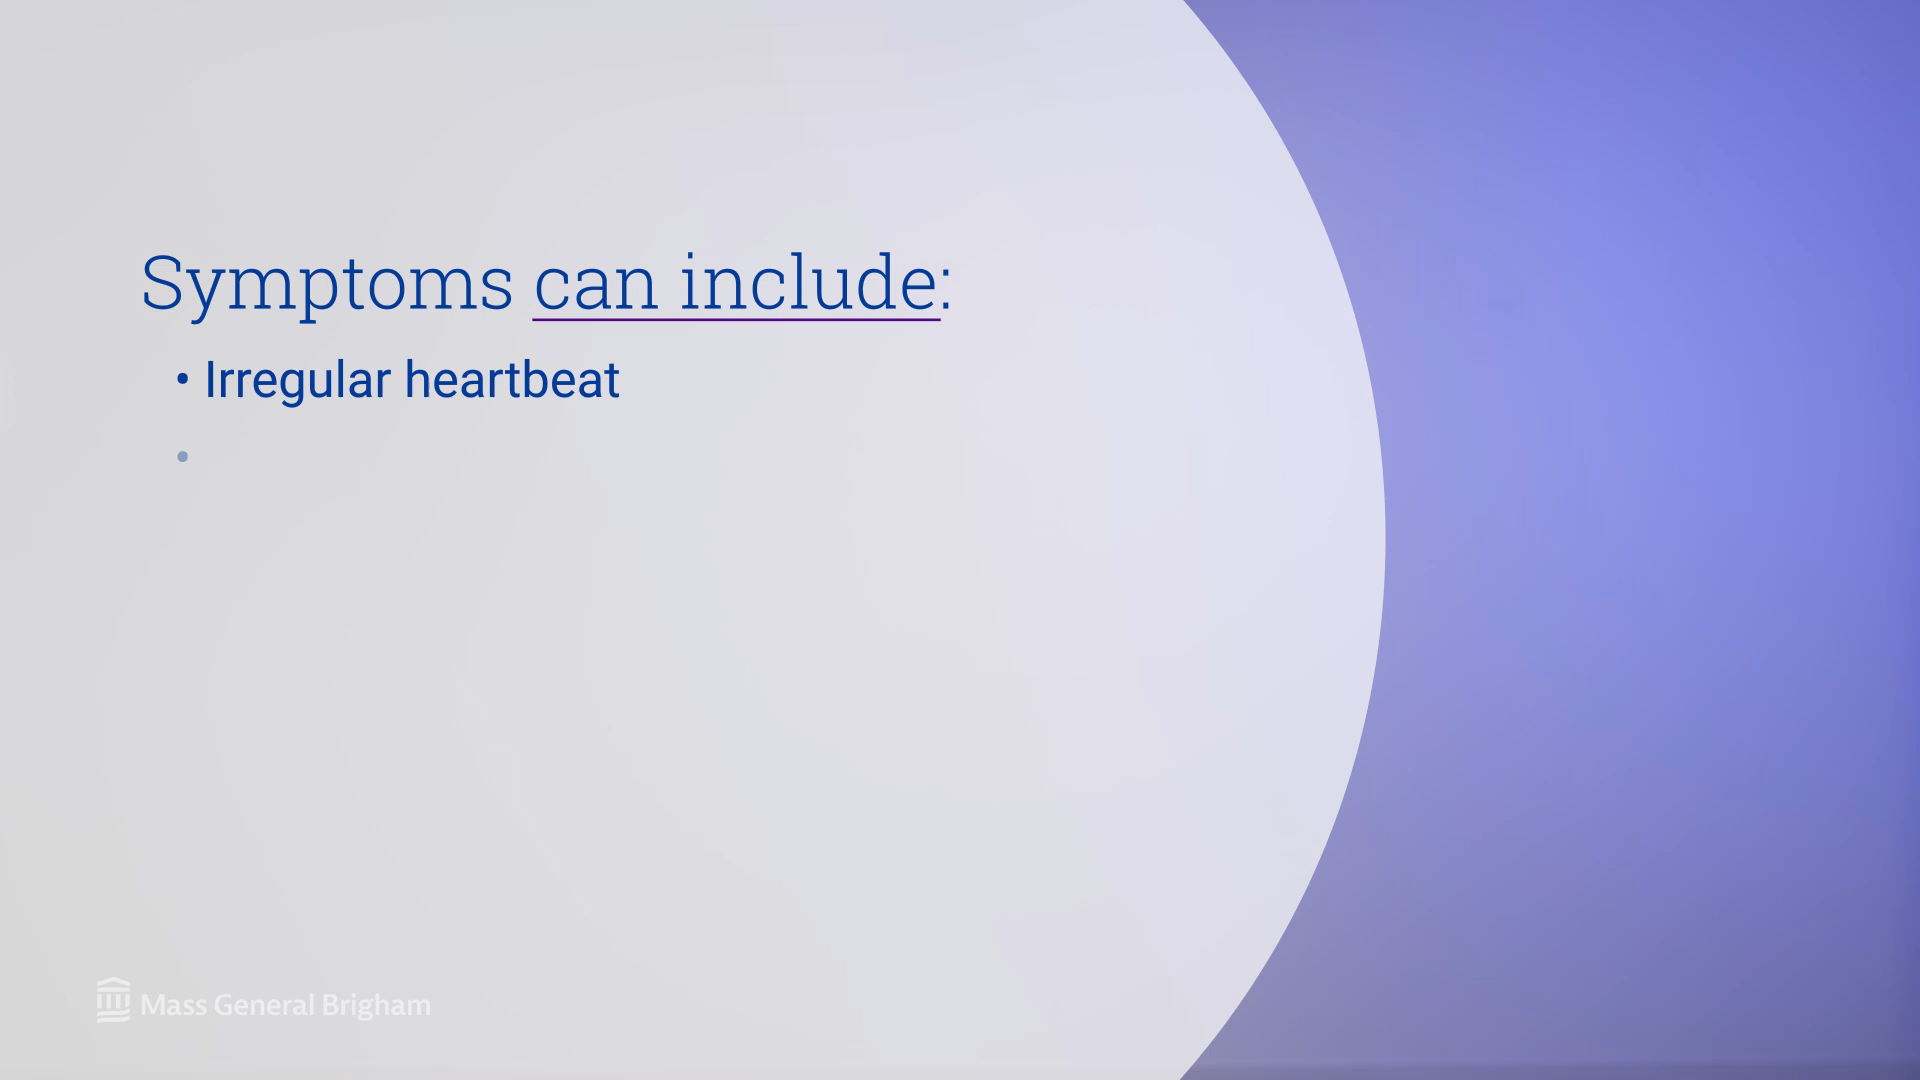 Symptoms can include:
• Irregular heartbeat
•
Mass General Brigham